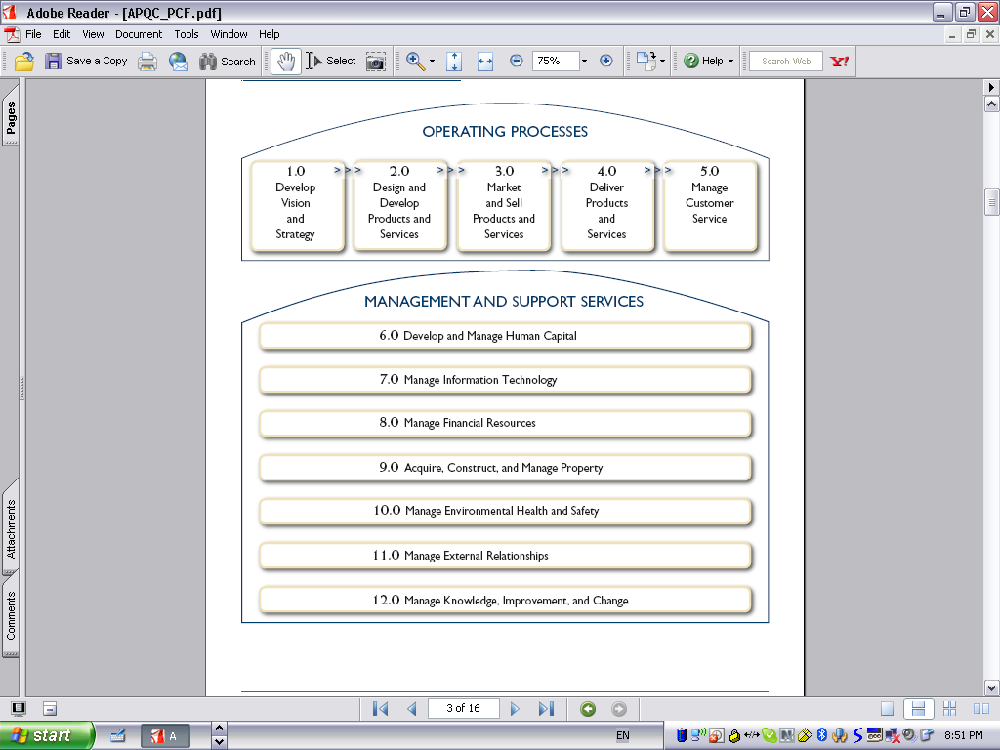 Adobe Reader - [APQC_PCF.pdf]
File Edit View Document Tools Window Help
Save a Copy Search Select 75% Help Search Web Y!
Pages
Attachments
Comments
OPERATING PROCESSES
1.0 > > > 2.0 > > > 3.0 > > > 4.0 > > > 5.0
Develop
Vision
and
Strategy
Design and
Develop
Products and
Services
Market
and Sell
Products and
Services
Deliver
Products
and
Services
Manage
Customer
Service
MANAGEMENT AND SUPPORT SERVICES
6.0 Develop and Manage Human Capital
7.0 Manage Information Technology
8.0 Manage Financial Resources
9.0 Acquire, Construct, and Manage Property
10.0 Manage Environmental Health and Safety
11.0 Manage External Relationships
12.0 Manage Knowledge, Improvement, and Change
3 of 16
start A EN 8:51 PM